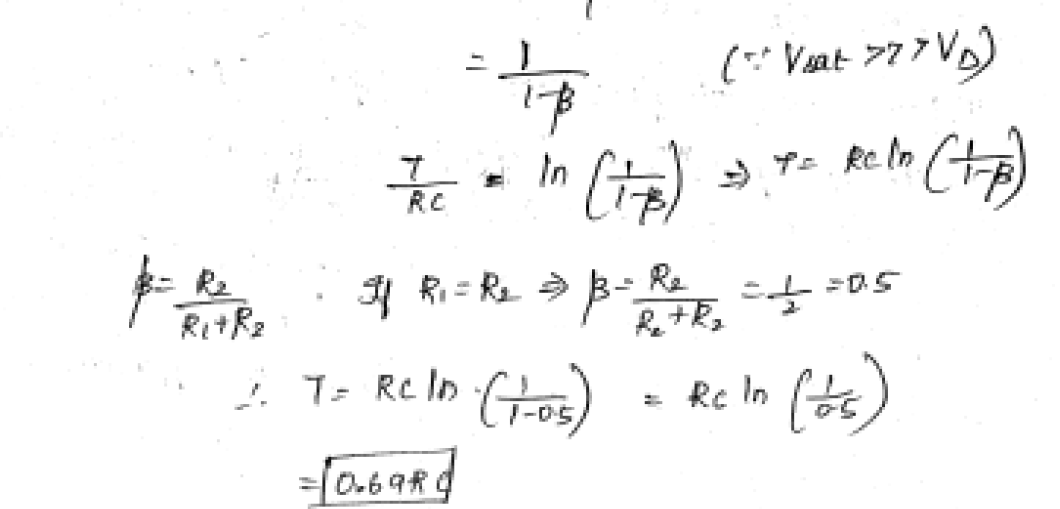 = 1/(1-β) (∵ Vsat >>> VD)
T/RC = ln (1/(1-β)) ⇒ T = RC ln (1/(1-β))
β = R2/(R1+R2) . If R1 = R2 ⇒ β = R2/(R2+R2) = 1/2 = 0.5
∴ T = RC ln (1/(1-0.5)) = RC ln (1/0.5)
= 0.69RC